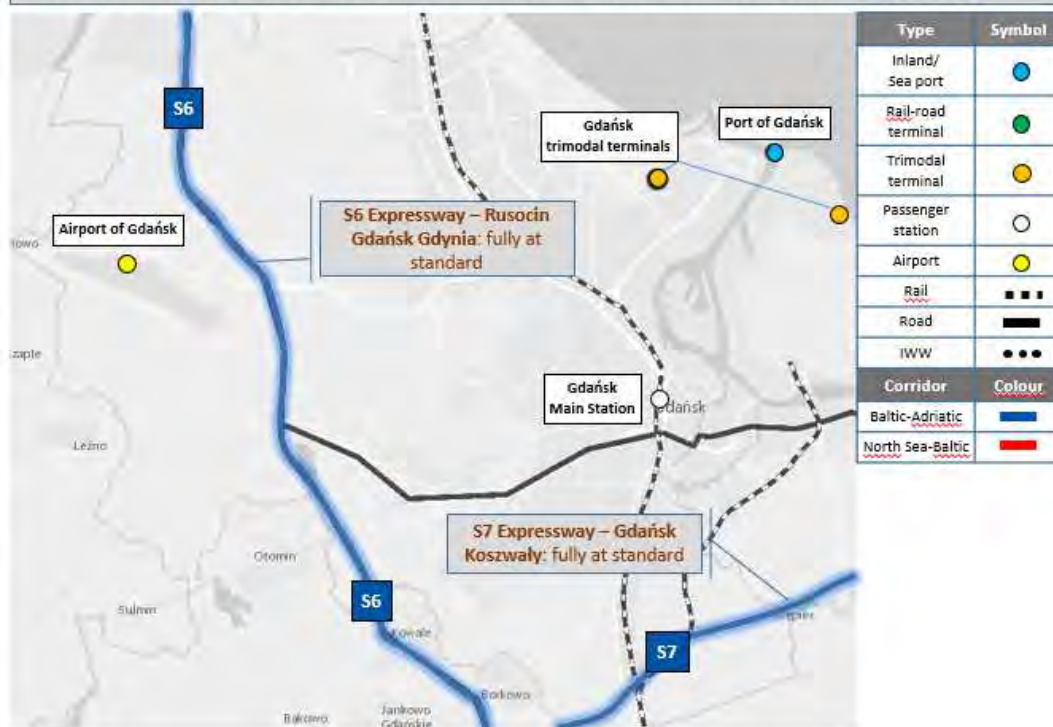 S6
Airport of Gdańsk
S6 Expressway – Rusocin
Gdańsk Gdynia: fully at
standard
Gdańsk
trimodal terminals
Port of Gdańsk
Gdańsk
Main Station
Gdańsk
Leźno
Otomin
Sulmin
S7 Expressway – Gdańsk
Koszwały: fully at standard
S6
Kowale
S7
Borkowo
Bąkowo
Jankowo
Gdańskie
Type Symbol
Inland/
Sea port
Rail-road
terminal
Trimodal
terminal
Passenger
station
Airport
Rail
Road
IWW
Corridor Colour
Baltic-Adriatic
North Sea-Baltic